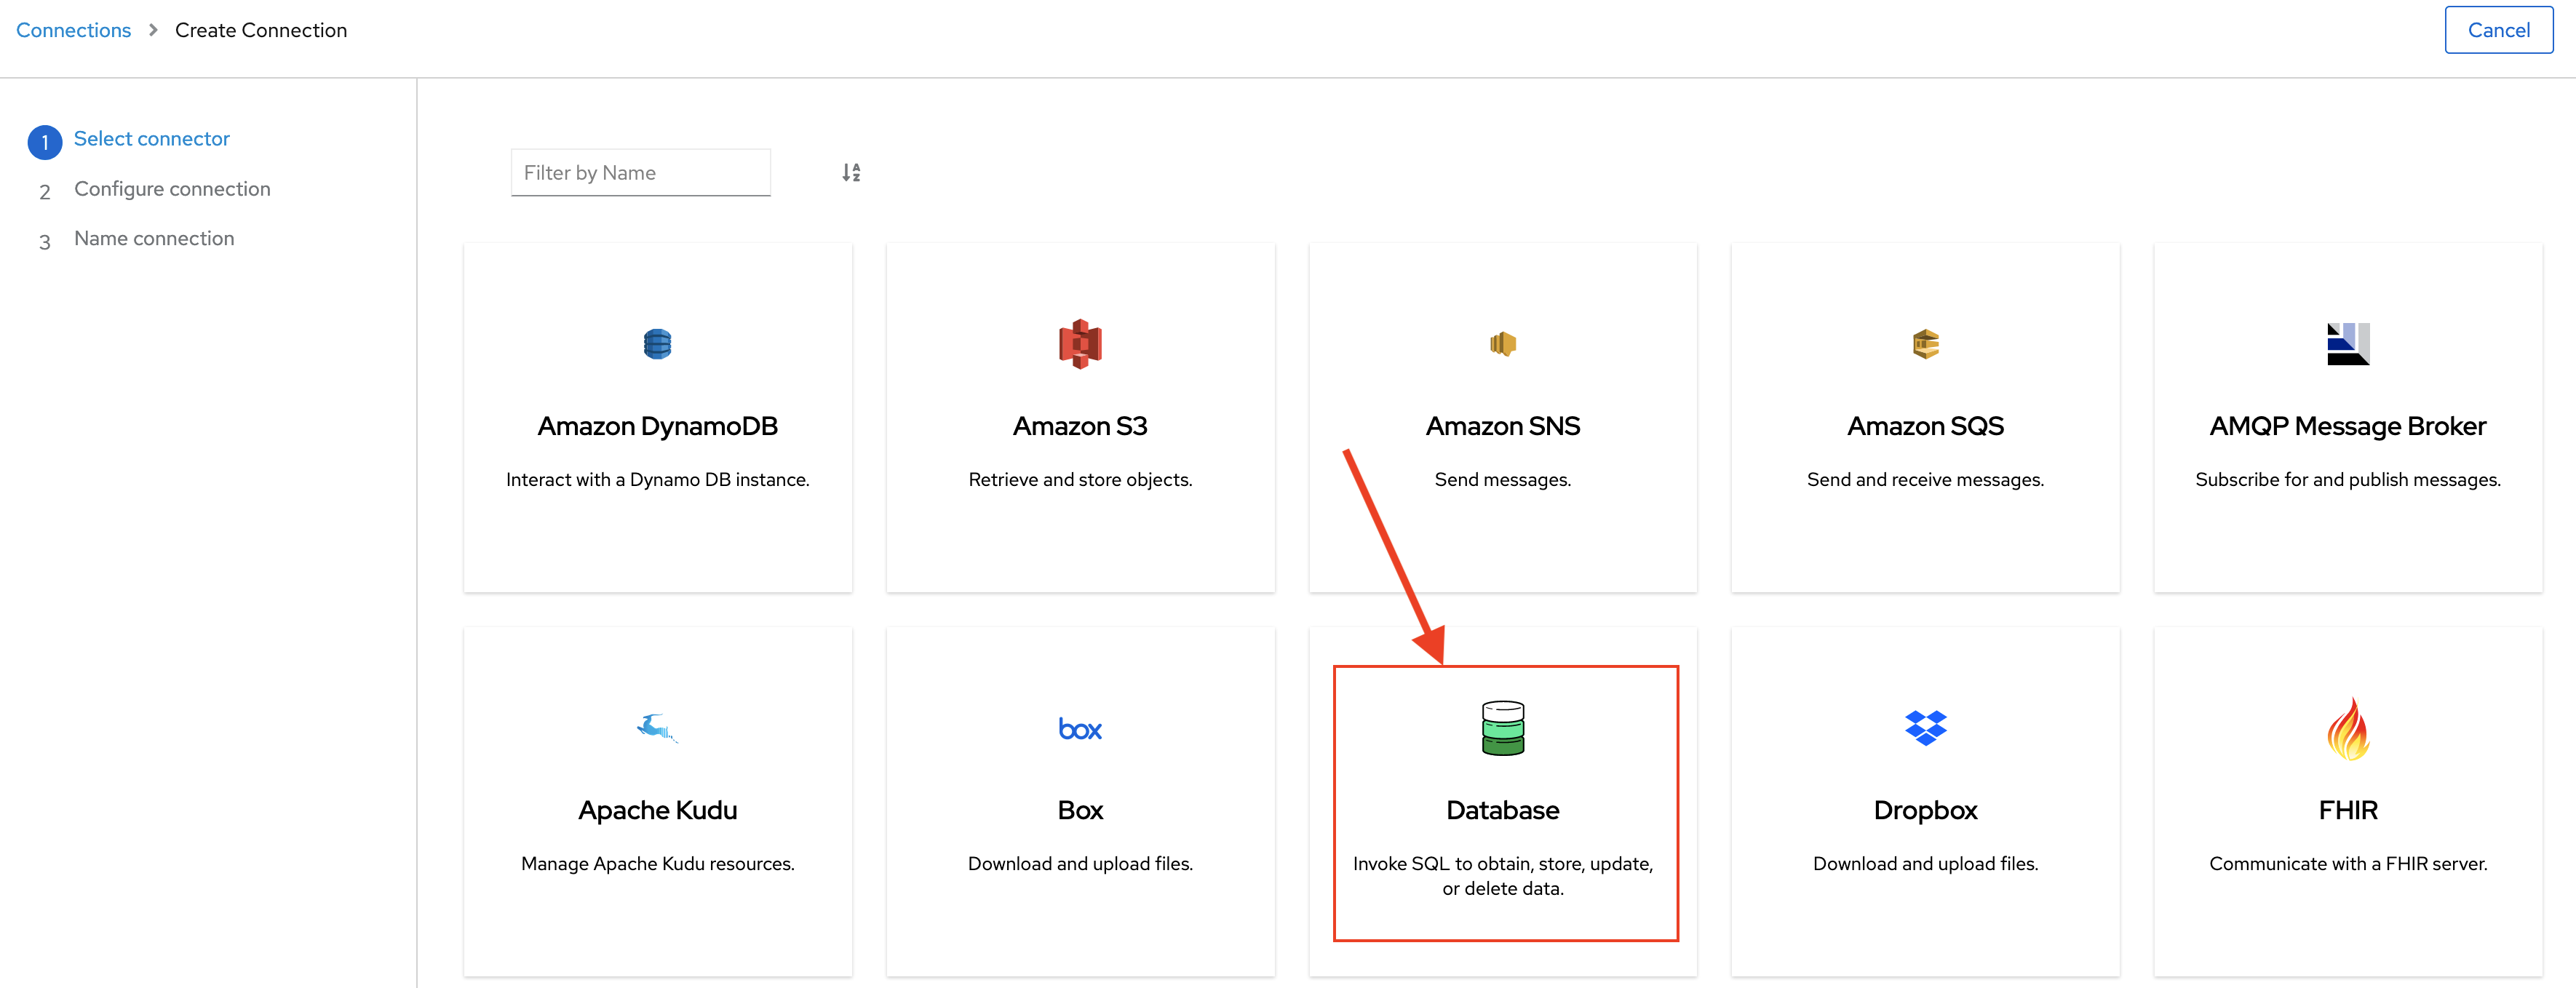 Connections > Create Connection
Cancel
1 Select connector
2 Configure connection
3 Name connection
Filter by Name
A
Z
Amazon DynamoDB
Interact with a Dynamo DB instance.
Amazon S3
Retrieve and store objects.
Amazon SNS
Send messages.
Amazon SQS
Send and receive messages.
AMQP Message Broker
Subscribe for and publish messages.
Apache Kudu
Manage Apache Kudu resources.
box
Box
Download and upload files.
Database
Invoke SQL to obtain, store, update,
or delete data.
Dropbox
Download and upload files.
FHIR
Communicate with a FHIR server.